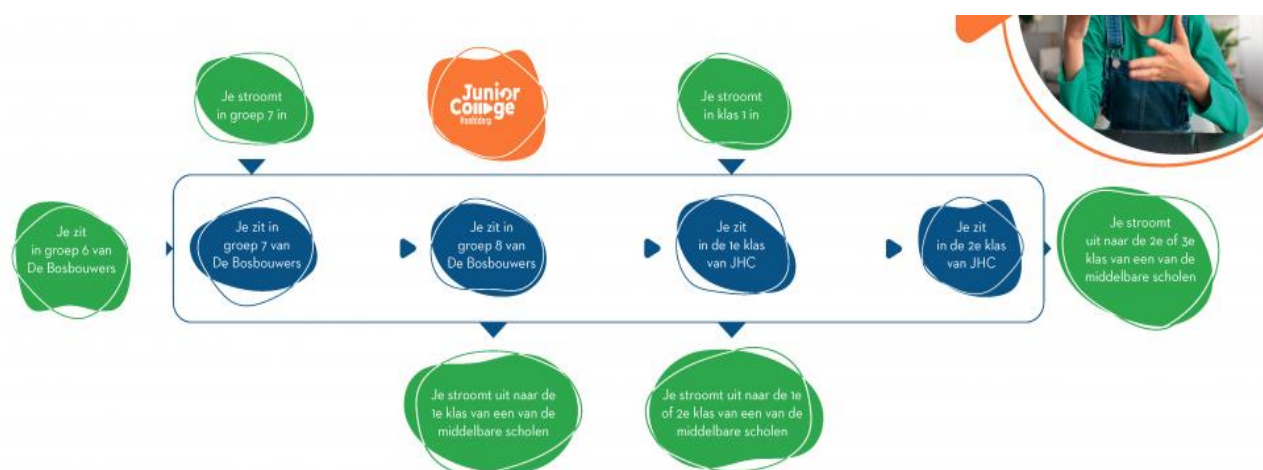 Je stroomt
in groep 7 in
Junior
College
Hoofddorp
Je stroomt
in klas 1 in
Je zit
in groep 6 van
De Bosbouwers
Je zit in
groep 7 van
De Bosbouwers
Je zit in
groep 8 van
De Bosbouwers
Je zit
in de 1e klas
van JHC
Je zit
in de 2e klas
van JHC
Je stroomt
uit naar de 2e of 3e
klas van een van de
middelbare scholen
Je stroomt uit naar de
1e klas van een van de
middelbare scholen
Je stroomt uit naar de 1e
of 2e klas van een van de
middelbare scholen